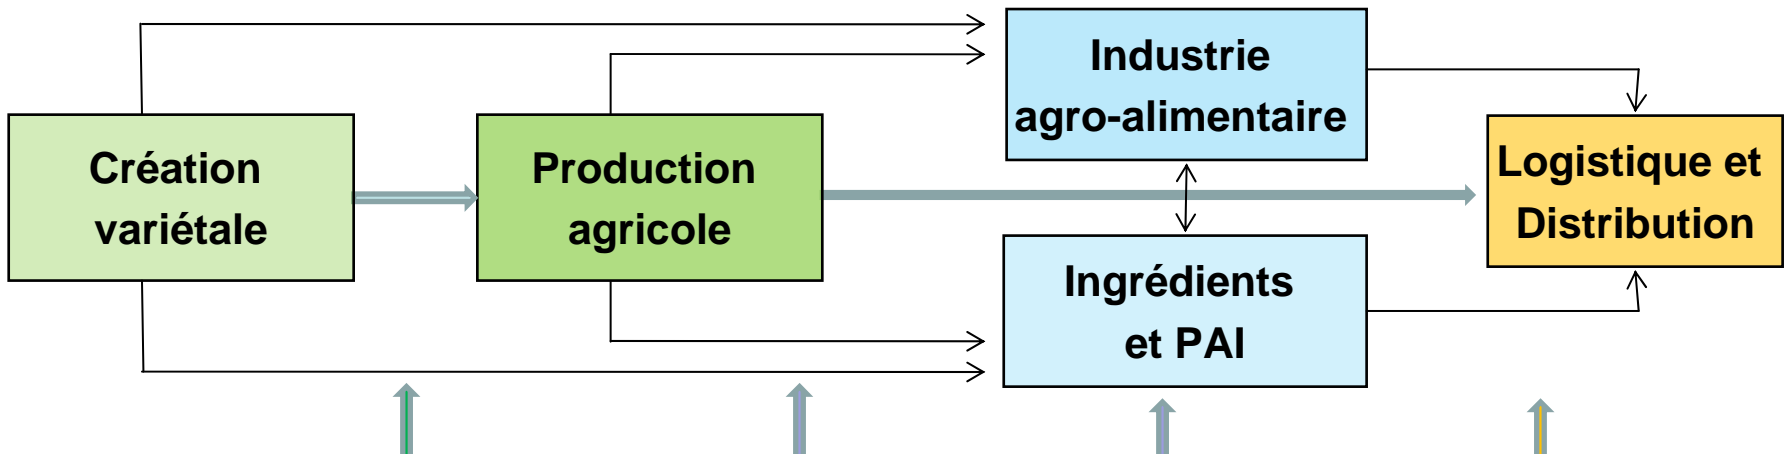 Création
variétale
Production
agricole
Industrie
agro-alimentaire
Ingrédients
et PAI
Logistique et
Distribution